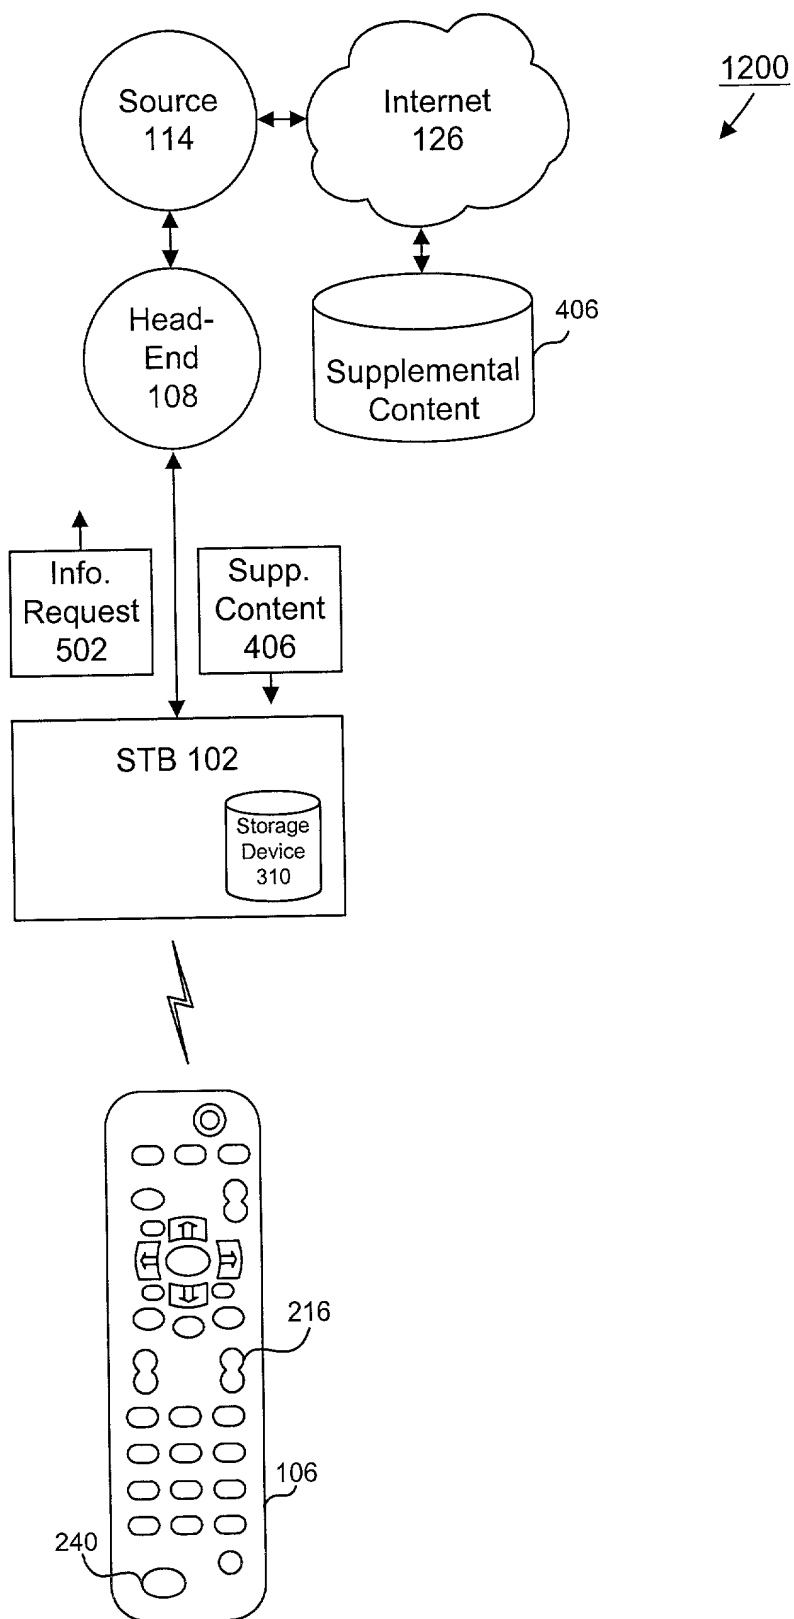 1200
Source
114
Internet
126
Head-
End
108
Supplemental
Content
406
Info.
Request
502
Supp.
Content
406
STB 102
Storage
Device
310
216
106
240